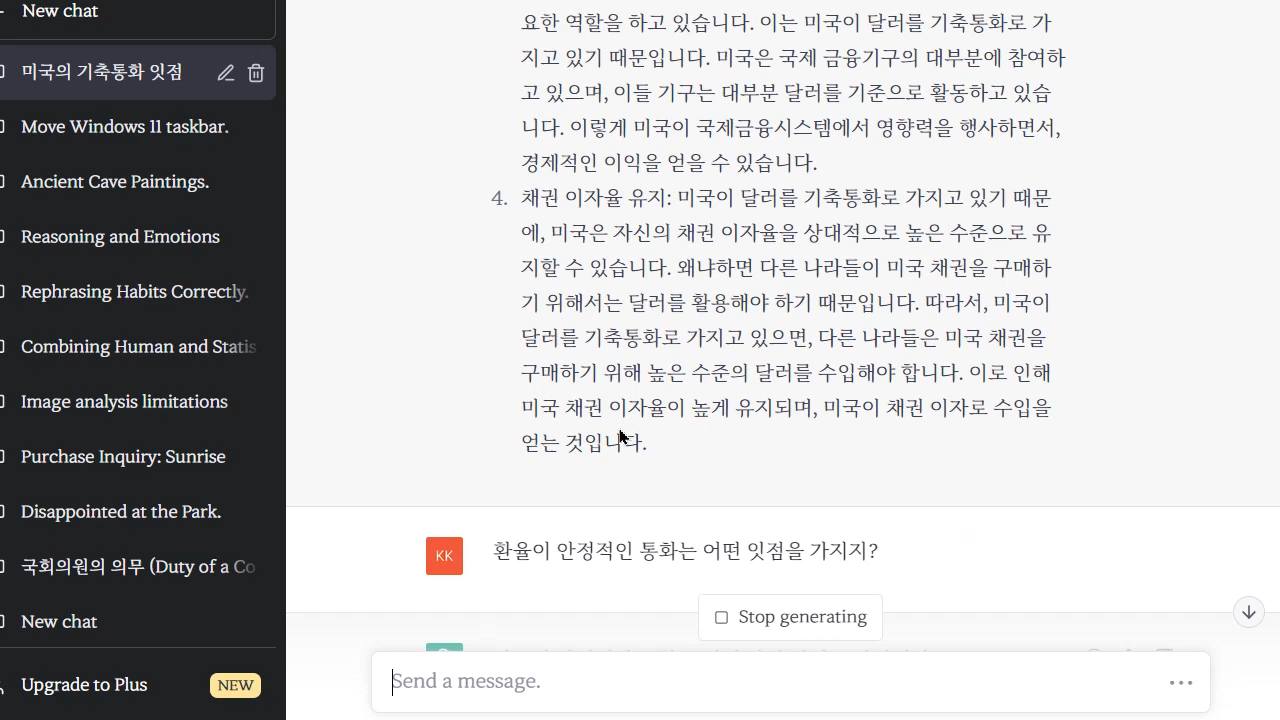 New chat
미국의 기축통화 잇점
Move Windows 11 taskbar.
Ancient Cave Paintings.
Reasoning and Emotions
Rephrasing Habits Correctly.
Combining Human and Statis
Image analysis limitations
Purchase Inquiry: Sunrise
Disappointed at the Park.
국회의원의 의무 (Duty of a Co
New chat
Upgrade to Plus NEW
요한 역할을 하고 있습니다. 이는 미국이 달러를 기축통화로 가
지고 있기 때문입니다. 미국은 국제 금융기구의 대부분에 참여하
고 있으며, 이들 기구는 대부분 달러를 기준으로 활동하고 있습
니다. 이렇게 미국이 국제금융시스템에서 영향력을 행사하면서,
경제적인 이익을 얻을 수 있습니다.
4. 채권 이자율 유지: 미국이 달러를 기축통화로 가지고 있기 때문
에, 미국은 자신의 채권 이자율을 상대적으로 높은 수준으로 유
지할 수 있습니다. 왜냐하면 다른 나라들이 미국 채권을 구매하
기 위해서는 달러를 활용해야 하기 때문입니다. 따라서, 미국이
달러를 기축통화로 가지고 있으면, 다른 나라들은 미국 채권을
구매하기 위해 높은 수준의 달러를 수입해야 합니다. 이로 인해
미국 채권 이자율이 높게 유지되며, 미국이 채권 이자로 수입을
얻는 것입니다.
KK 환율이 안정적인 통화는 어떤 잇점을 가지지?
Stop generating
Send a message.